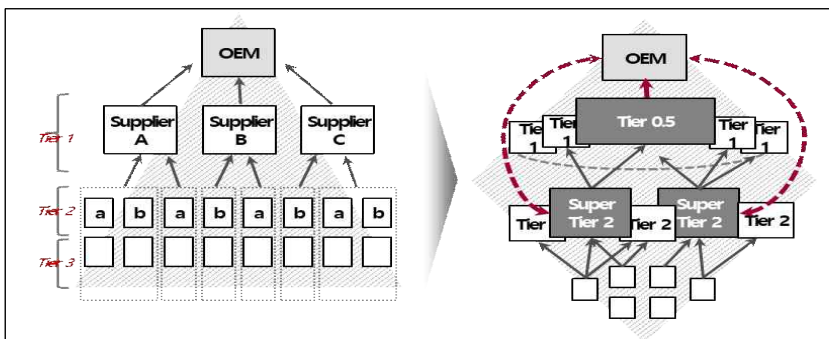 OEM
Tier 1
Supplier
A
Supplier
B
Supplier
C
Tier 2
a
b
a
b
a
b
a
b
Tier 3
OEM
Tier
1
Tier
1
Tier 0.5
Tier
1
Tier
1
Super
Tier 2
Super
Tier 2
Tier
Tier 2
Tier 2